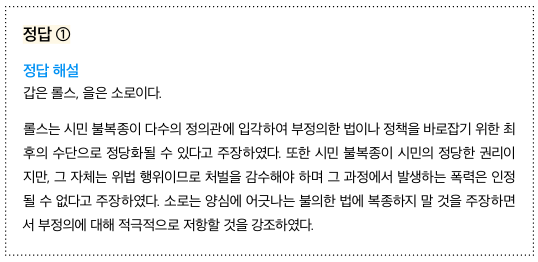 정답 ①
정답 해설
갑은 롤스, 을은 소로이다.
롤스는 시민 불복종이 다수의 정의관에 입각하여 부정의한 법이나 정책을 바로잡기 위한 최
후의 수단으로 정당화될 수 있다고 주장하였다. 또한 시민 불복종이 시민의 정당한 권리이
지만, 그 자체는 위법 행위이므로 처벌을 감수해야 하며 그 과정에서 발생하는 폭력은 인정
될 수 없다고 주장하였다. 소로는 양심에 어긋나는 불의한 법에 복종하지 말 것을 주장하면
서 부정의에 대해 적극적으로 저항할 것을 강조하였다.